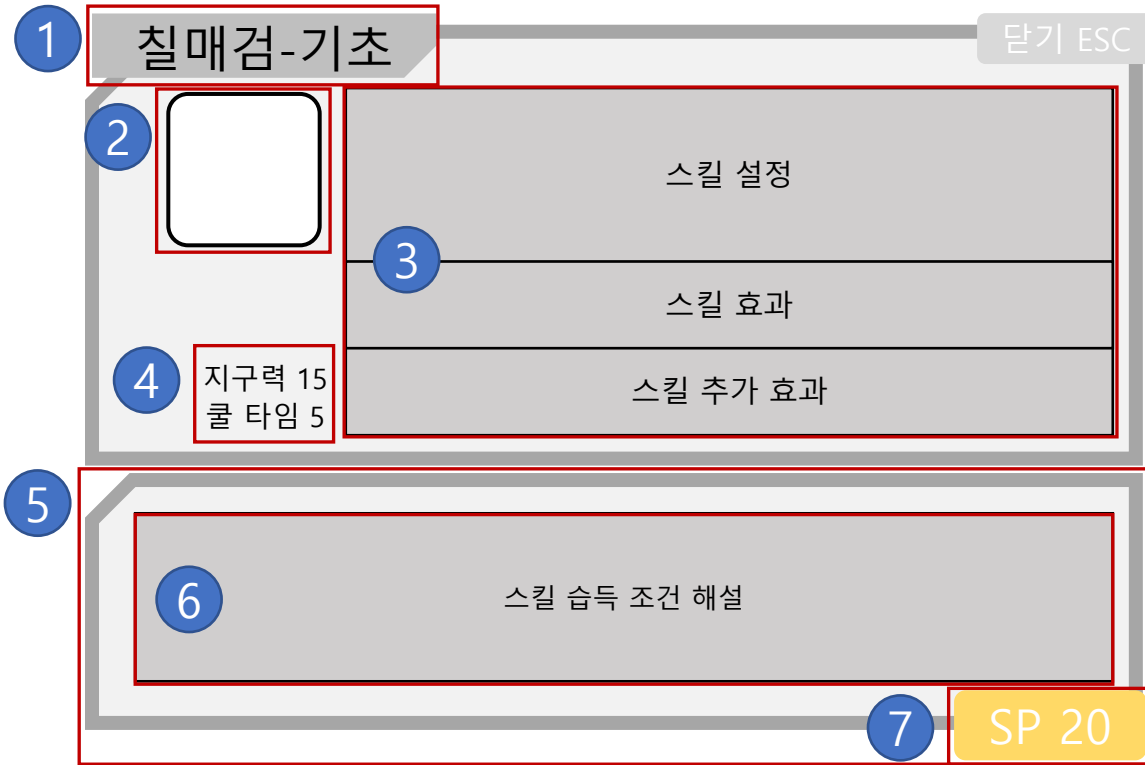 1
칠매검-기초
닫기 ESC
2
스킬 설정
3
스킬 효과
4
지구력 15
쿨 타임 5
스킬 추가 효과
5
6
스킬 습득 조건 해설
7
SP 20